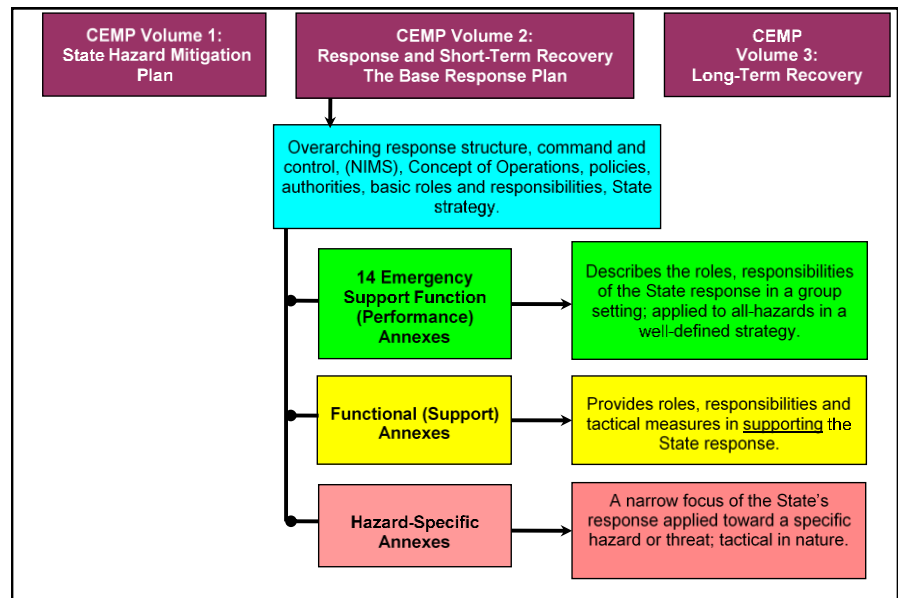 CEMP Volume 1:
State Hazard Mitigation
Plan
CEMP Volume 2:
Response and Short-Term Recovery
The Base Response Plan
CEMP
Volume 3:
Long-Term Recovery
Overarching response structure, command and
control, (NIMS), Concept of Operations, policies,
authorities, basic roles and responsibilities, State
strategy.
14 Emergency
Support Function
(Performance)
Annexes
Describes the roles, responsibilities
of the State response in a group
setting; applied to all-hazards in a
well-defined strategy.
Functional (Support)
Annexes
Provides roles, responsibilities and
tactical measures in supporting the
State response.
Hazard-Specific
Annexes
A narrow focus of the State's
response applied toward a specific
hazard or threat; tactical in nature.